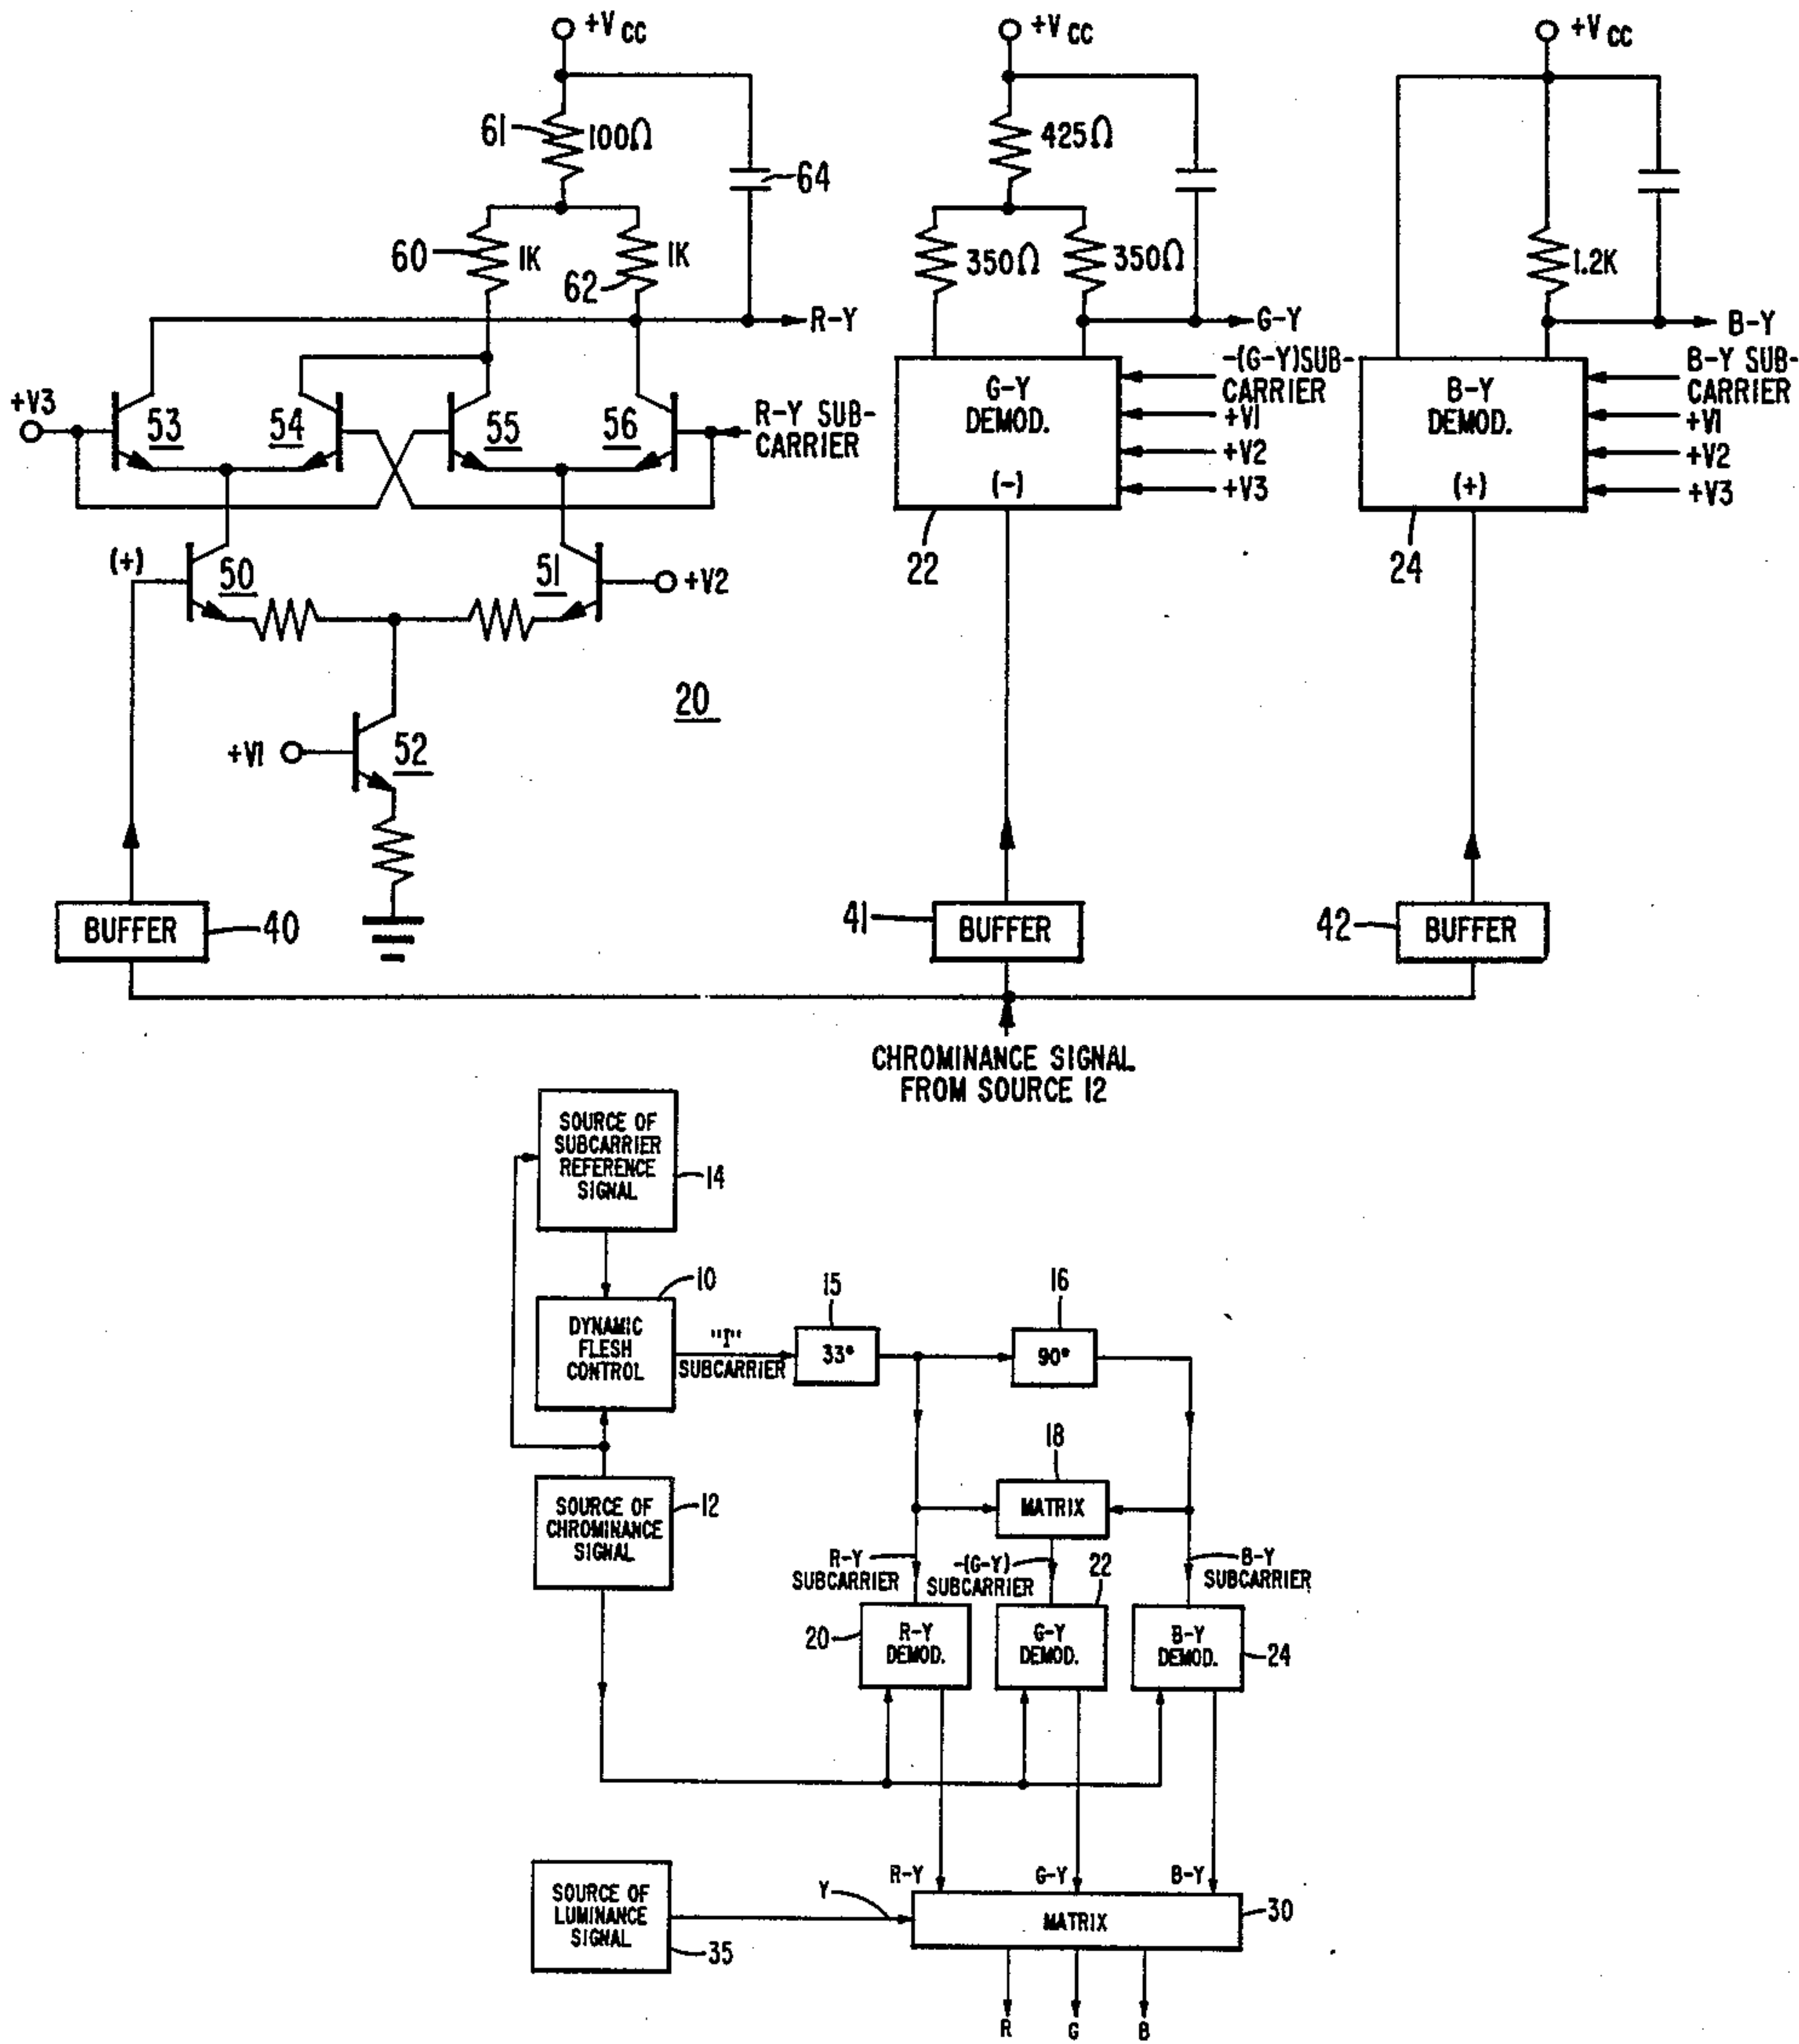 +VCC
+VCC
+VCC
61
100Ω
64
425Ω
60
1K
62
1K
350Ω
350Ω
1.2K
R-Y
G-Y
B-Y
+V3
53
54
55
56
R-Y SUB-
CARRIER
G-Y
DEMOD.
(-)
-(G-Y)SUB-
CARRIER
+V1
+V2
+V3
B-Y
DEMOD.
(+)
B-Y SUB-
CARRIER
+V1
+V2
+V3
22
24
(+)
50
51
+V2
20
+V1
52
BUFFER
40
41
BUFFER
42
BUFFER
CHROMINANCE SIGNAL
FROM SOURCE 12
SOURCE OF
SUBCARRIER
REFERENCE
SIGNAL
14
10
DYNAMIC
FLESH
CONTROL
"I"
SUBCARRIER
15
33°
16
90°
18
MATRIX
SOURCE OF
CHROMINANCE
SIGNAL
12
R-Y
SUBCARRIER
-(G-Y)
SUBCARRIER
22
B-Y
SUBCARRIER
20
R-Y
DEMOD.
G-Y
DEMOD.
B-Y
DEMOD.
24
R-Y
G-Y
B-Y
SOURCE OF
LUMINANCE
SIGNAL
35
Y
MATRIX
30
R
G
B